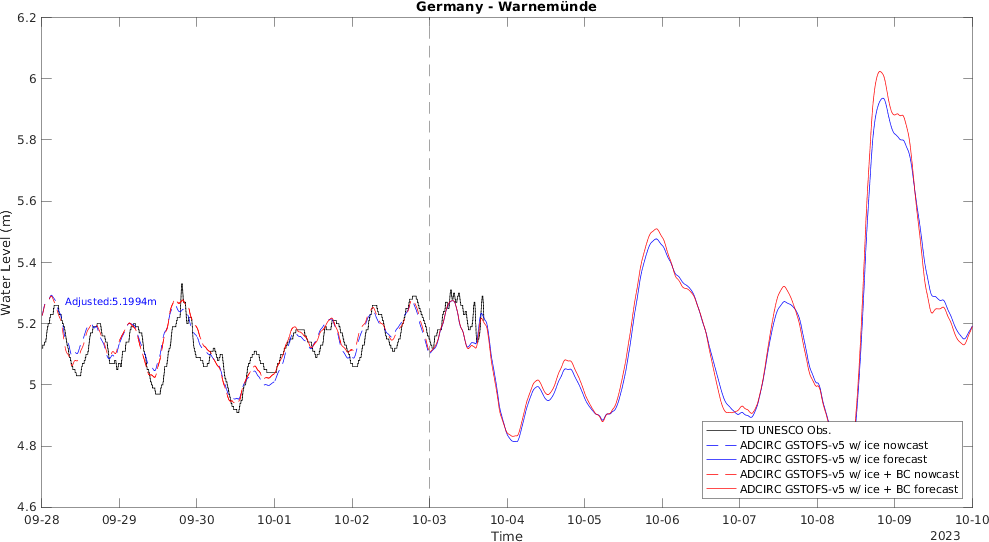 Germany - Warnemünde
6.2
6
5.8
5.6
5.4
5.2
5
4.8
4.6
Water Level (m)
Adjusted:5.1994m
TD UNESCO Obs.
ADCIRC GSTOFS-v5 w/ ice nowcast
ADCIRC GSTOFS-v5 w/ ice forecast
ADCIRC GSTOFS-v5 w/ ice + BC nowcast
ADCIRC GSTOFS-v5 w/ ice + BC forecast
09-28 09-29 09-30 10-01 10-02 10-03 10-04 10-05 10-06 10-07 10-08 10-09 10-10
Time
2023